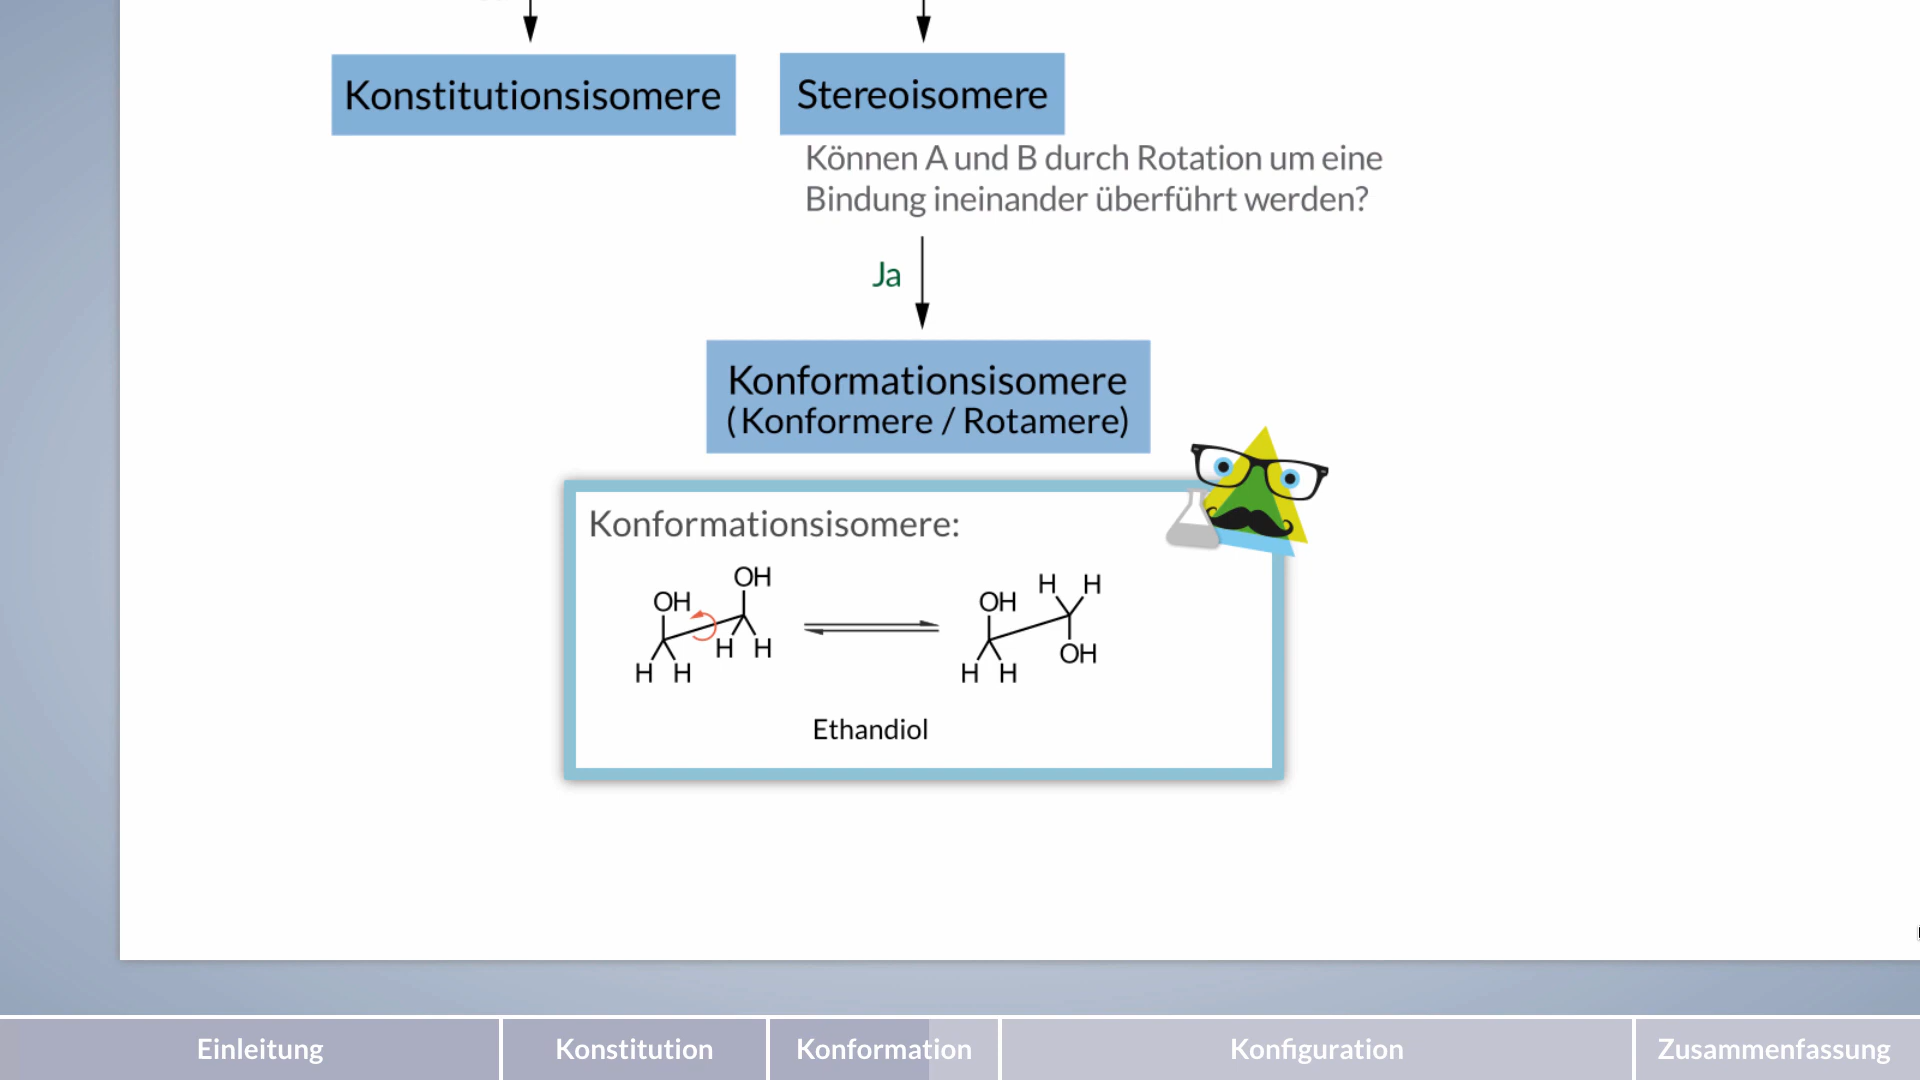 Konstitutionsisomere
Stereoisomere
Können A und B durch Rotation um eine
Bindung ineinander überführt werden?
Ja
Konformationsisomere
(Konformere / Rotamere)
Konformationsisomere:
OH
OH
H H
H H
OH
H H
H H
OH
Ethandiol
Einleitung
Konstitution
Konformation
Konfiguration
Zusammenfassung